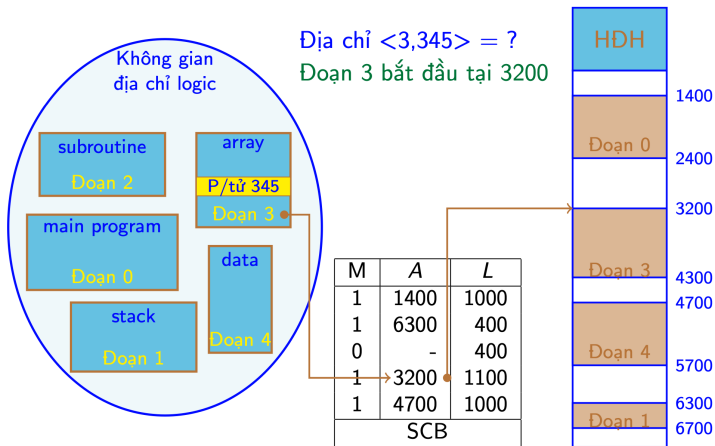 Địa chỉ <3,345> = ?
Đoạn 3 bắt đầu tại 3200
Không gian
địa chỉ logic
subroutine
Đoạn 2
array
P/tử 345
Đoạn 3
main program
Đoạn 0
data
Đoạn 4
stack
Đoạn 1
M A L
1 1400 1000
1 6300 400
0 - 400
1 3200 1100
1 4700 1000
SCB
HĐH
1400
Đoạn 0
2400
3200
Đoạn 3
4300
4700
Đoạn 4
5700
6300
Đoạn 1
6700